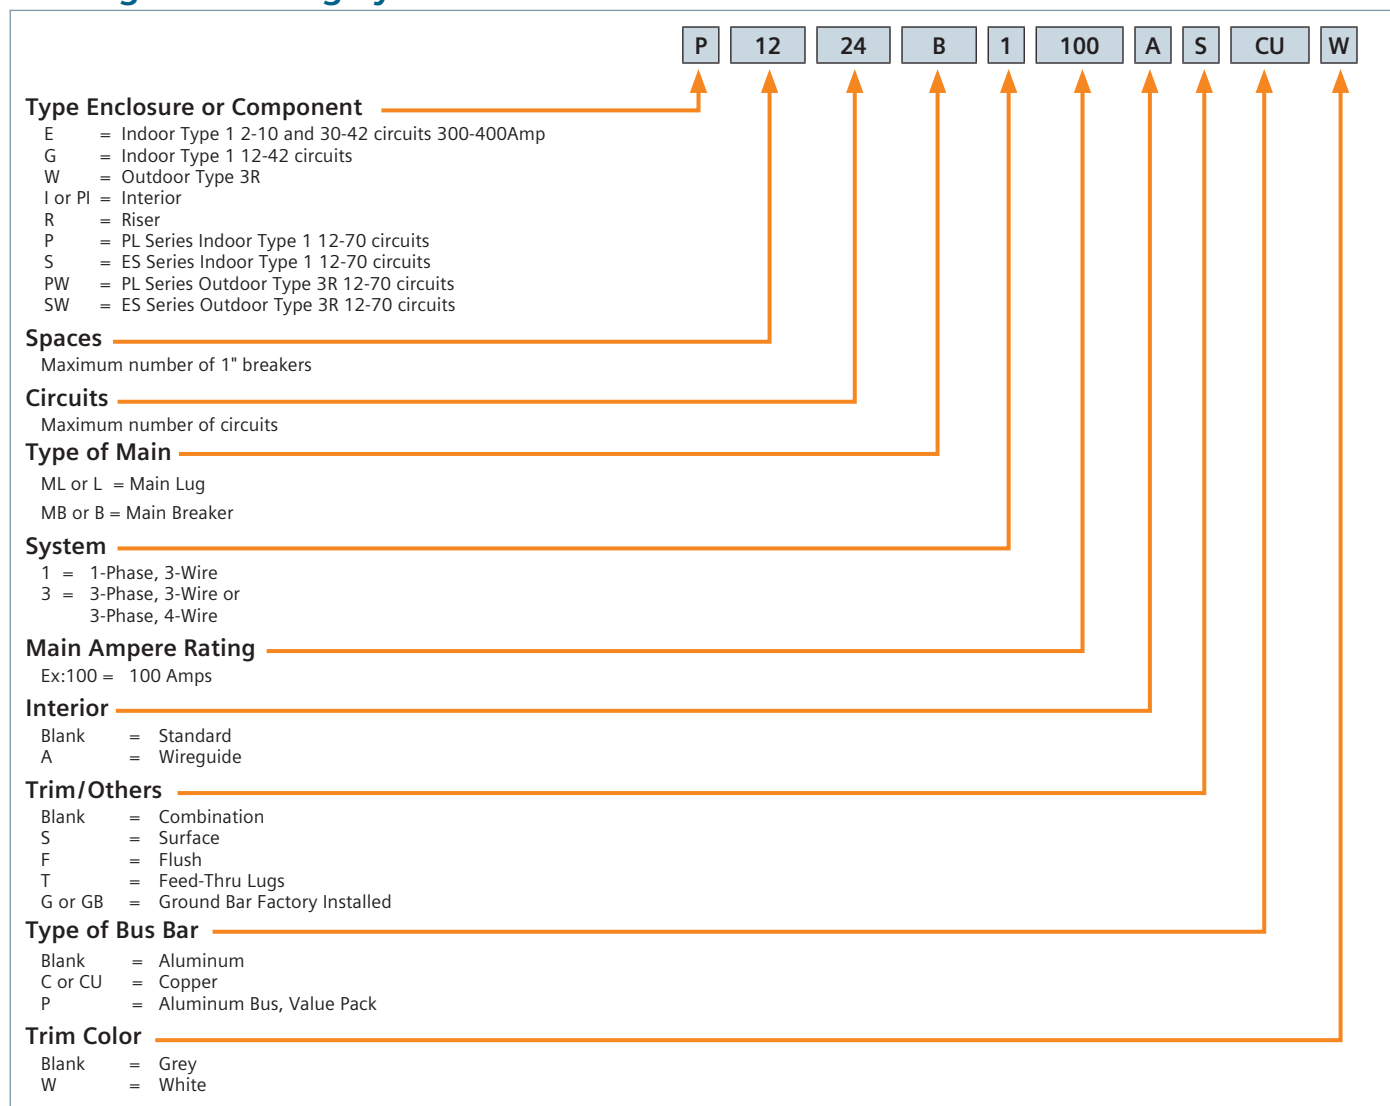 P 12 24 B 1 100 A S CU W
Type Enclosure or Component
E = Indoor Type 1 2-10 and 30-42 circuits 300-400Amp
G = Indoor Type 1 12-42 circuits
W = Outdoor Type 3R
I or PI = Interior
R = Riser
P = PL Series Indoor Type 1 12-70 circuits
S = ES Series Indoor Type 1 12-70 circuits
PW = PL Series Outdoor Type 3R 12-70 circuits
SW = ES Series Outdoor Type 3R 12-70 circuits
Spaces
Maximum number of 1" breakers
Circuits
Maximum number of circuits
Type of Main
ML or L = Main Lug
MB or B = Main Breaker
System
1 = 1-Phase, 3-Wire
3 = 3-Phase, 3-Wire or
3-Phase, 4-Wire
Main Ampere Rating
Ex:100 = 100 Amps
Interior
Blank = Standard
A = Wireguide
Trim/Others
Blank = Combination
S = Surface
F = Flush
T = Feed-Thru Lugs
G or GB = Ground Bar Factory Installed
Type of Bus Bar
Blank = Aluminum
C or CU = Copper
P = Aluminum Bus, Value Pack
Trim Color
Blank = Grey
W = White